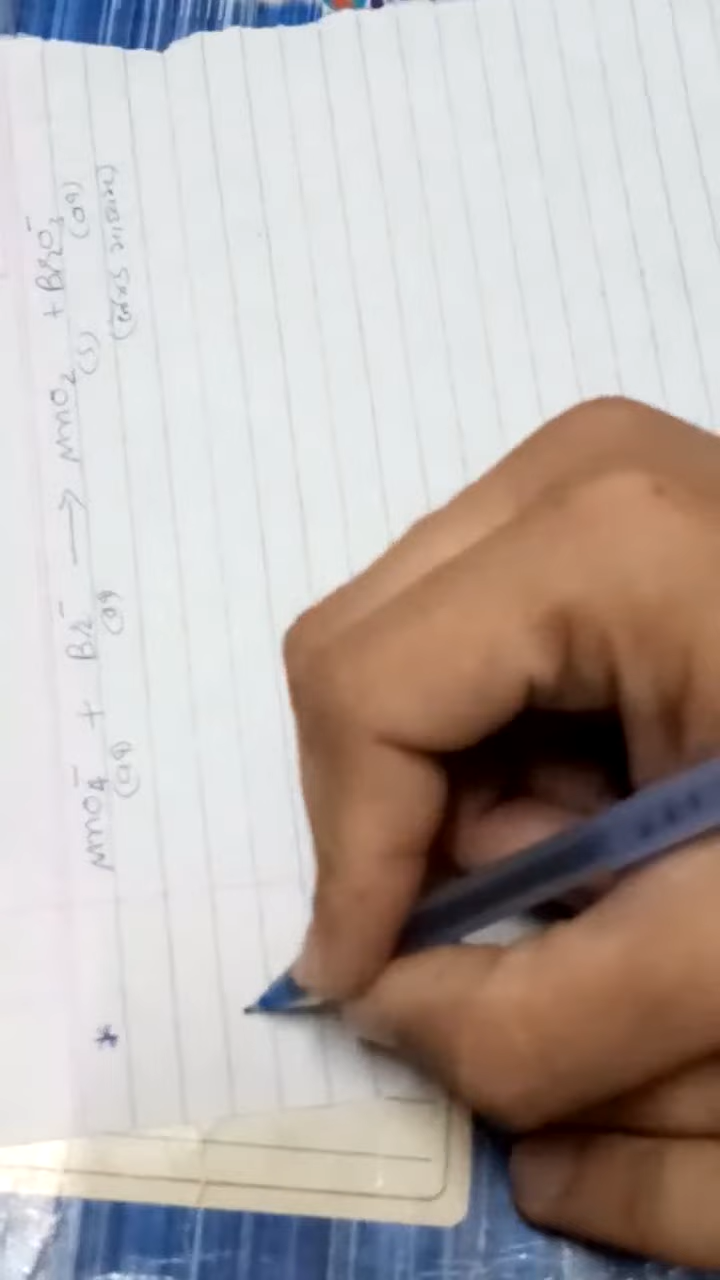 * MnO₄⁻ + Br⁻ ⟶ MnO₂ + BrO₃⁻
(aq) (aq (s) (aq)